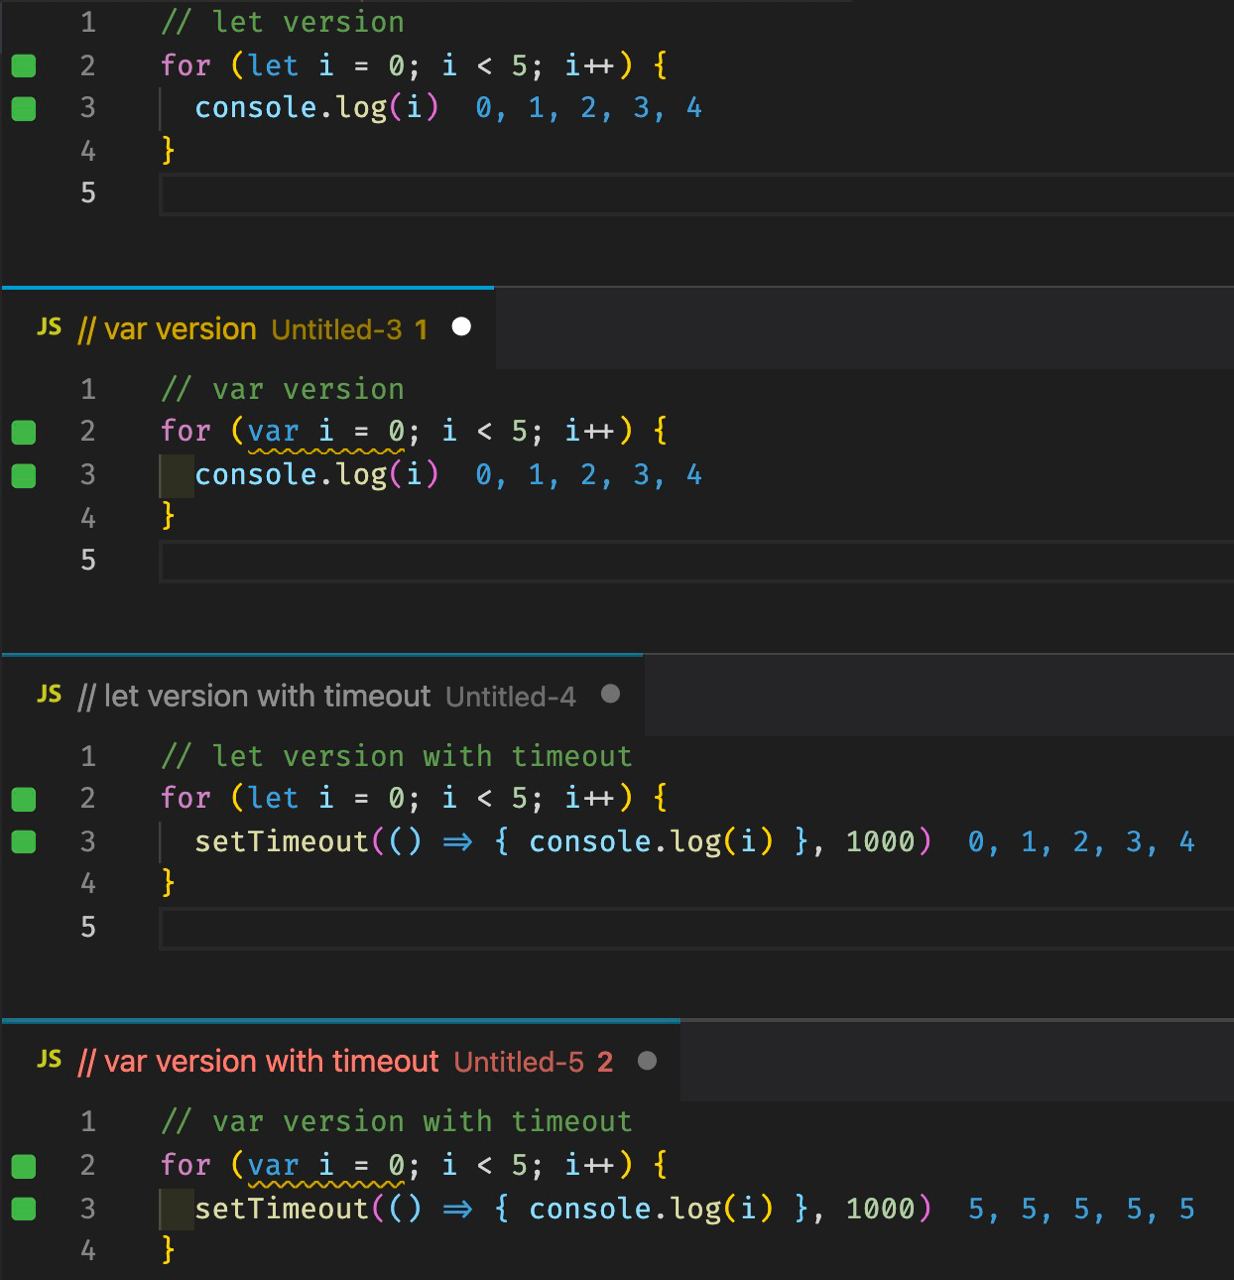 1 // let version
2 for (let i = 0; i < 5; i++) {
3 console.log(i) 0, 1, 2, 3, 4
4 }
5
JS // var version Untitled-3 1
1 // var version
2 for (var i = 0; i < 5; i++) {
3 console.log(i) 0, 1, 2, 3, 4
4 }
5
JS // let version with timeout Untitled-4
1 // let version with timeout
2 for (let i = 0; i < 5; i++) {
3 setTimeout(() => { console.log(i) }, 1000) 0, 1, 2, 3, 4
4 }
5
JS // var version with timeout Untitled-5 2
1 // var version with timeout
2 for (var i = 0; i < 5; i++) {
3 setTimeout(() => { console.log(i) }, 1000) 5, 5, 5, 5, 5
4 }